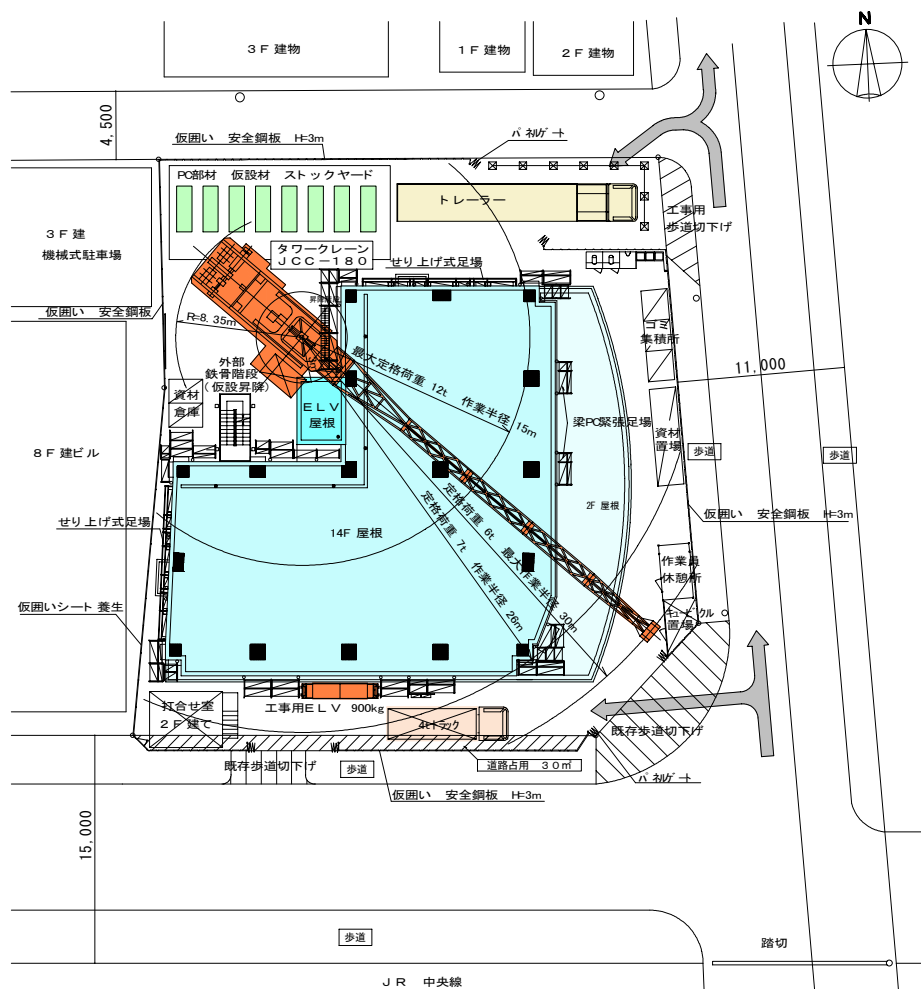 3F建物
1F建物
2F建物
N
4,500
仮囲い 安全鋼板 H=3m
パネルゲート
PC部材 仮設材 ストックヤード
トレーラー
工事用
歩道切下げ
3F建
機械式駐車場
タワークレーン
JCC-180
せり上げ式足場
昇降階段
仮囲い 安全鋼板
R=8.35m
ゴミ
集積所
外部
鉄骨階段
(仮設昇降)
最大定格荷重 12t 作業半径 15m
11,000
資材
倉庫
ELV
屋根
梁PC緊張足場
資材
置場
8F建ビル
歩道
歩道
定格荷重 6t 最大作業半径 30m
定格荷重 7t 作業半径 26m
2F屋根
仮囲い 安全鋼板 H=3m
せり上げ式足場
14F屋根
作業員
休憩所
仮囲いシート養生
キュービクル
置場
打合せ室
2F建て
工事用ELV 900kg
4tトラック
既存歩道切下げ
既存歩道切下げ
歩道
道路占用 30㎡
パネルゲート
仮囲い 安全鋼板 H=3m
15,000
歩道
踏切
JR 中央線